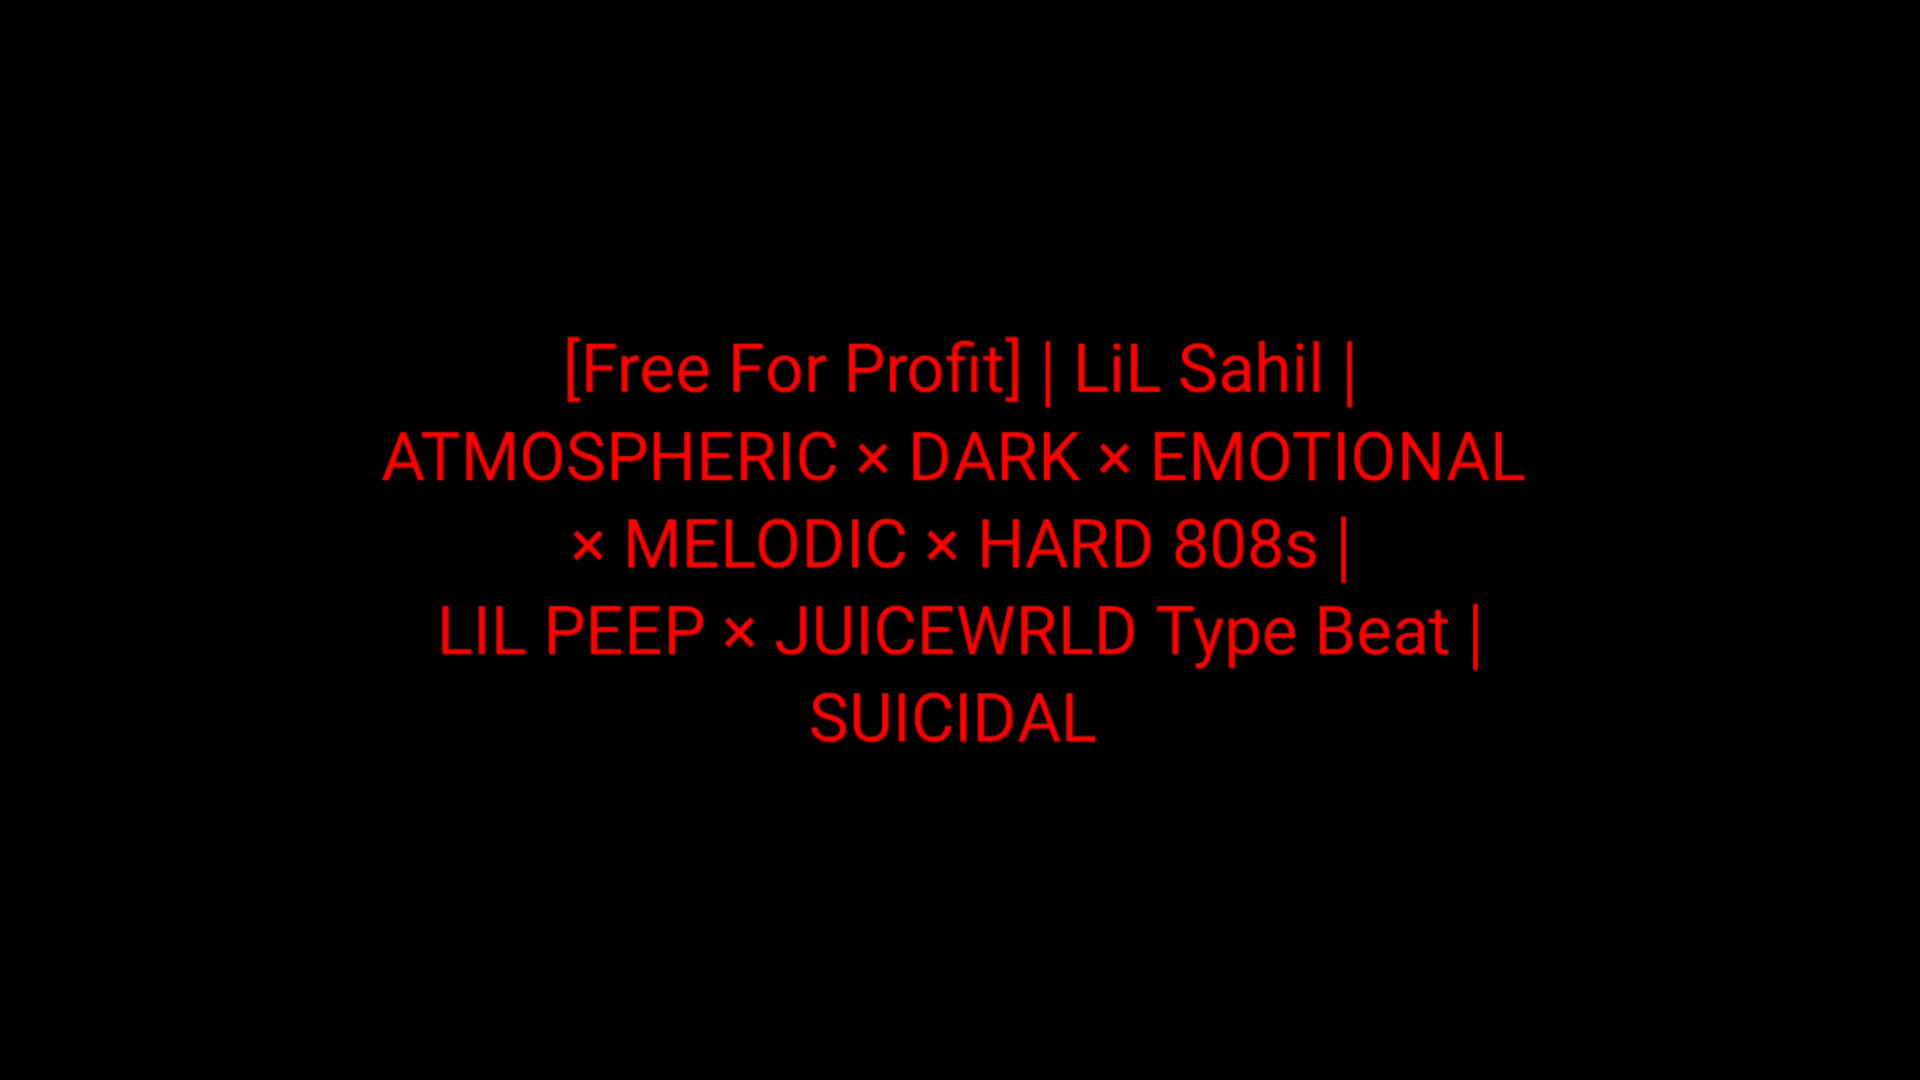 [Free For Profit] | LiL Sahil |
ATMOSPHERIC × DARK × EMOTIONAL
× MELODIC × HARD 808s |
LIL PEEP × JUICEWRLD Type Beat |
SUICIDAL